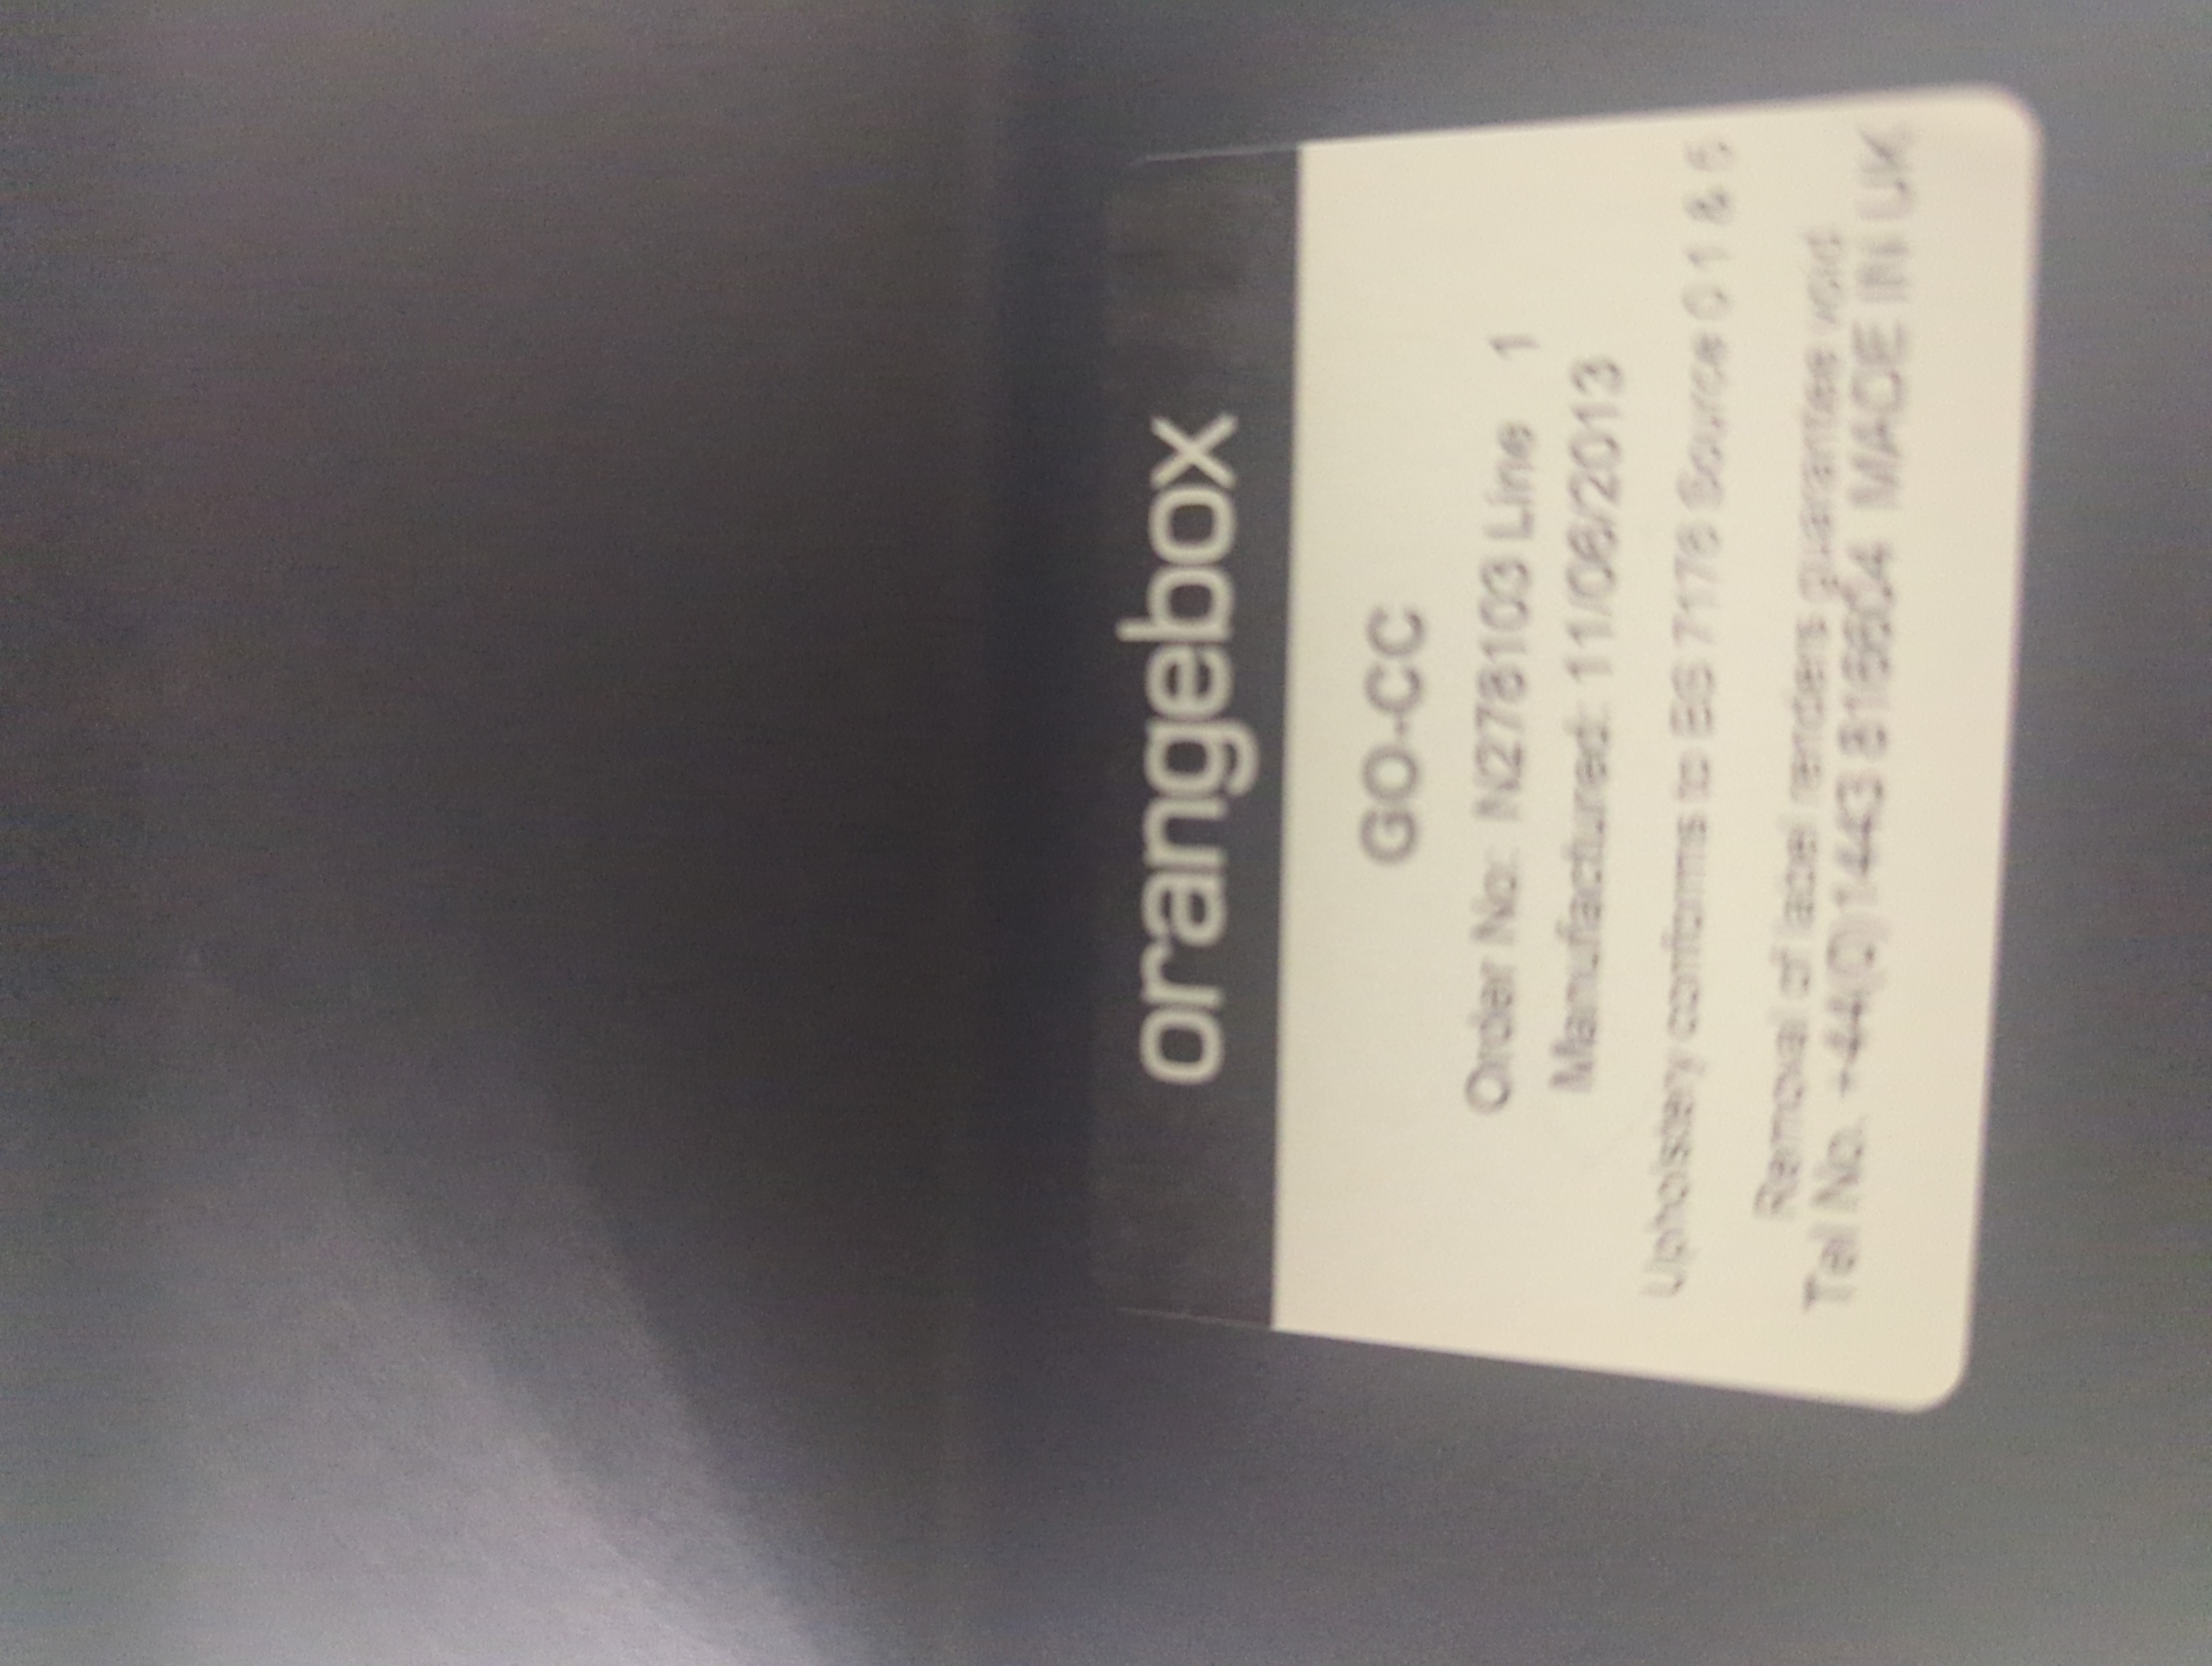 orangebox
GO-CC
Order No: N278103 Line 1
Manufactured: 11/06/2013
Upholstery conforms to BS 7176 Source 0 1 & 5
Removal of label renders guarantee void
Tel No. +44(0)1443 816604 MADE IN UK